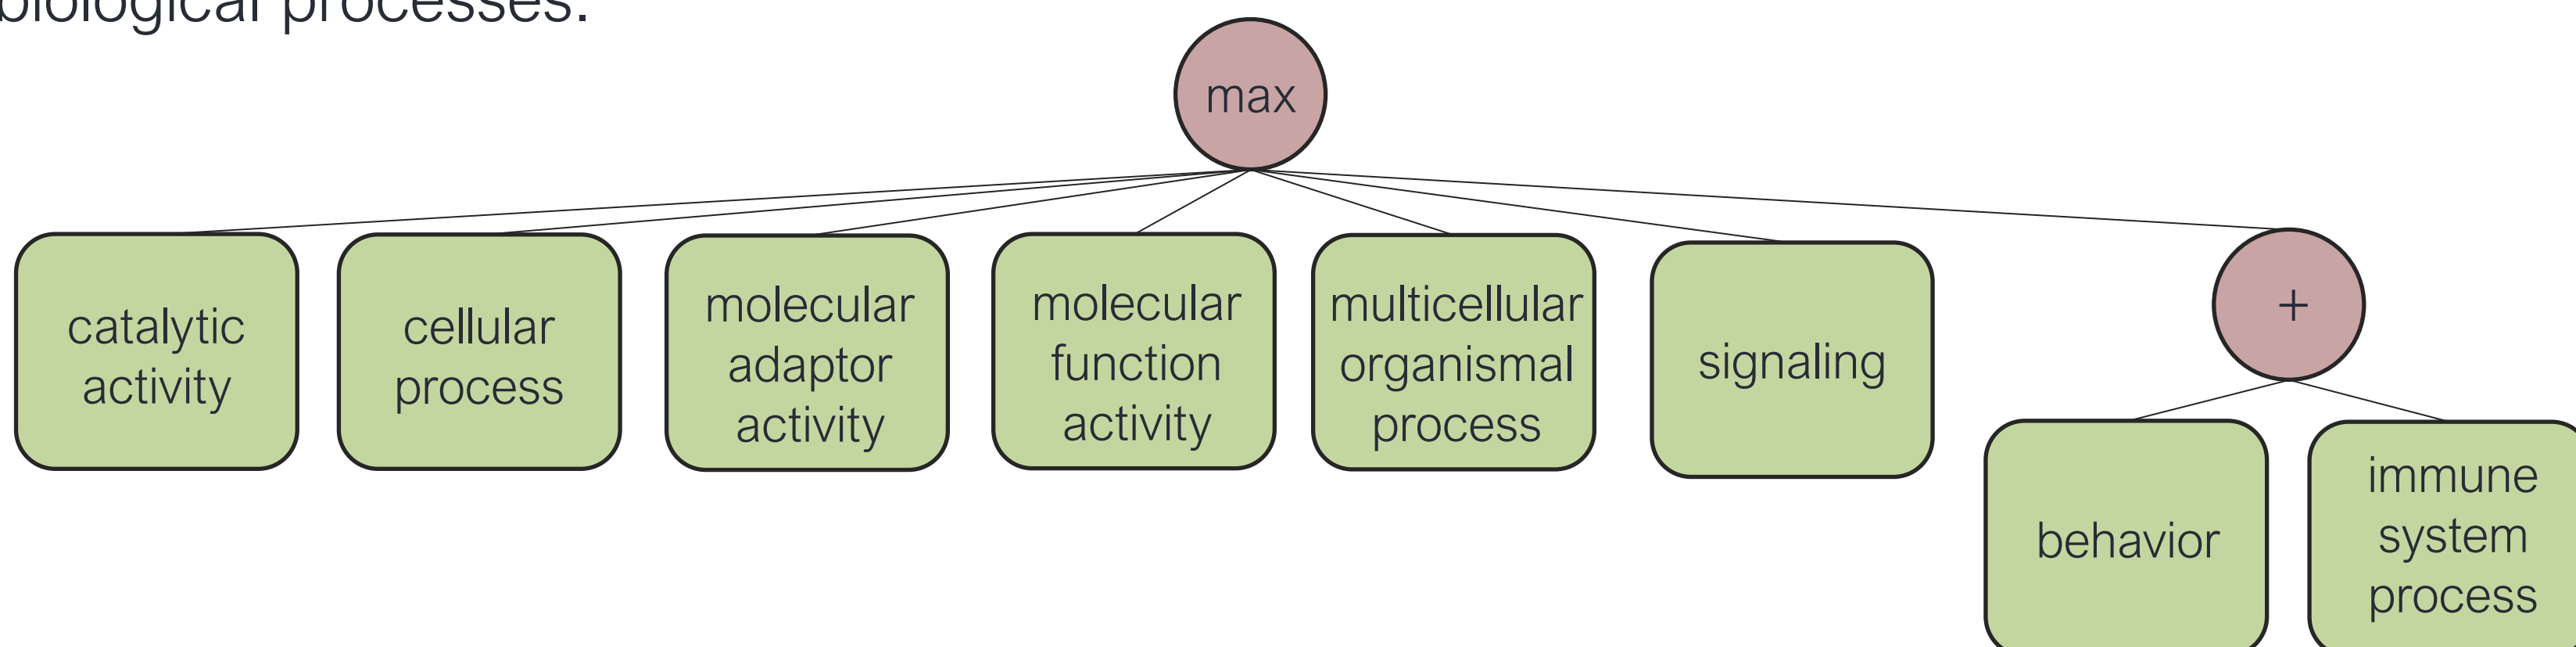 biological processes.
max
catalytic
activity
cellular
process
molecular
adaptor
activity
molecular
function
activity
multicellular
organismal
process
signaling
+
behavior
immune
system
process